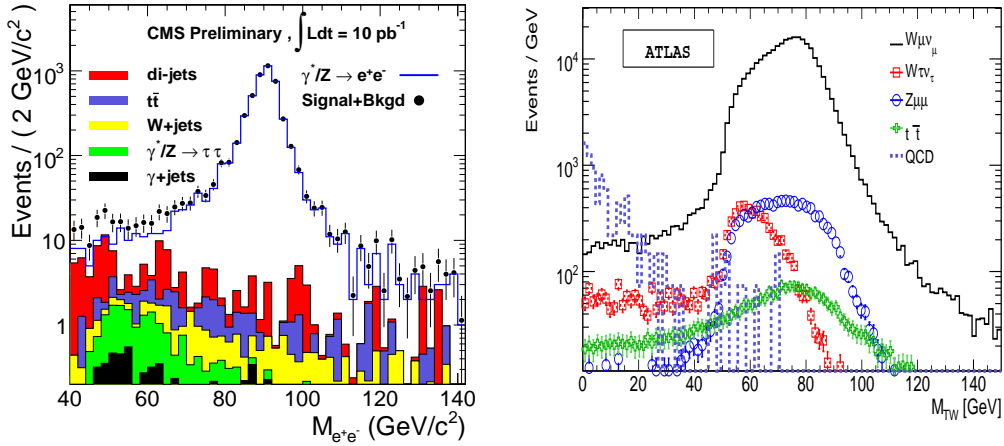 CMS Preliminary , ∫ Ldt = 10 pb⁻¹
di-jets
tt̄
W+jets
γ*/Z → τ τ
γ+jets
γ*/Z → e⁺e⁻
Signal+Bkgd
Events / ( 2 GeV/c² )
10³
10²
10
1
40 60 80 100 120 140
M_e⁺e⁻ (GeV/c²)
ATLAS
Wμν_μ
Wτν_τ
Zμμ
t t̄
QCD
Events / GeV
10⁴
10³
10²
0 20 40 60 80 100 120 140
M_TW [GeV]